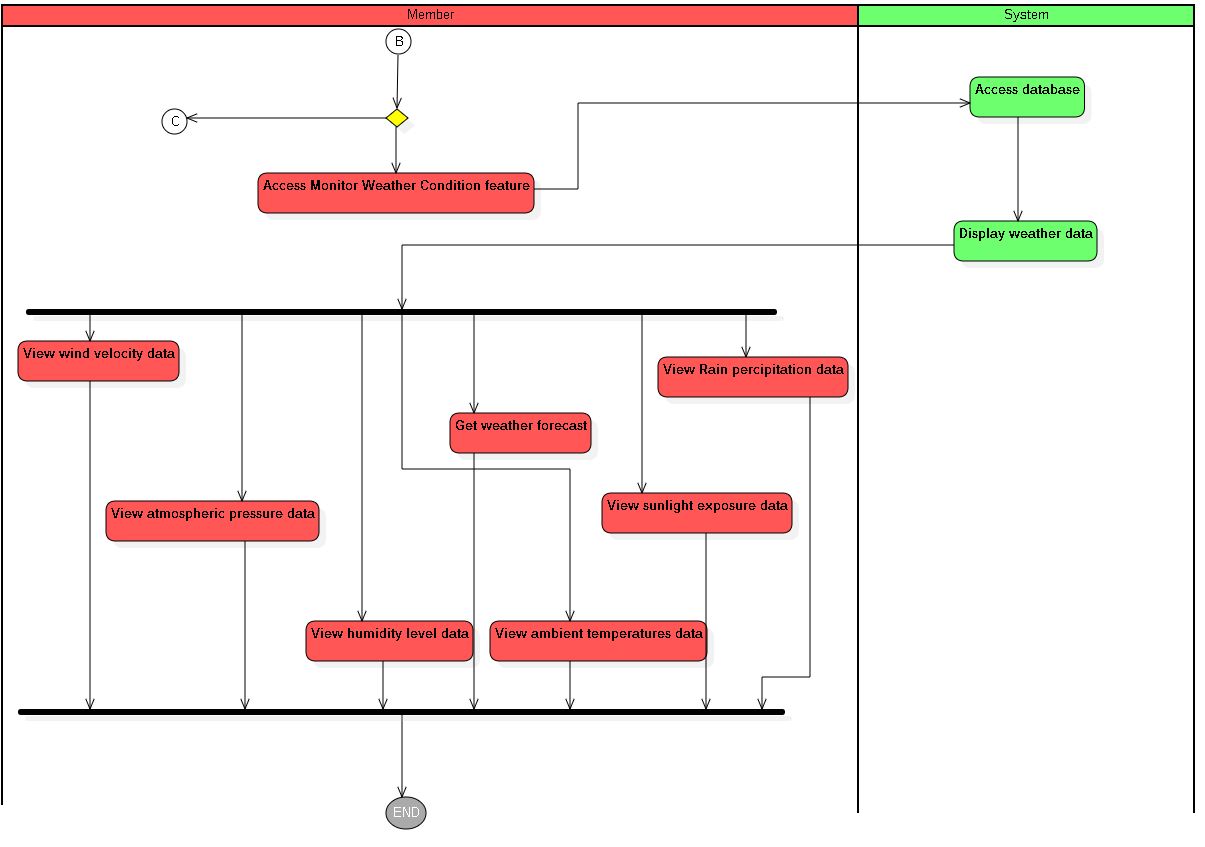 Member
System
B
Access database
C
Access Monitor Weather Condition feature
Display weather data
View wind velocity data
View Rain percipitation data
Get weather forecast
View sunlight exposure data
View atmospheric pressure data
View humidity level data
View ambient temperatures data
END